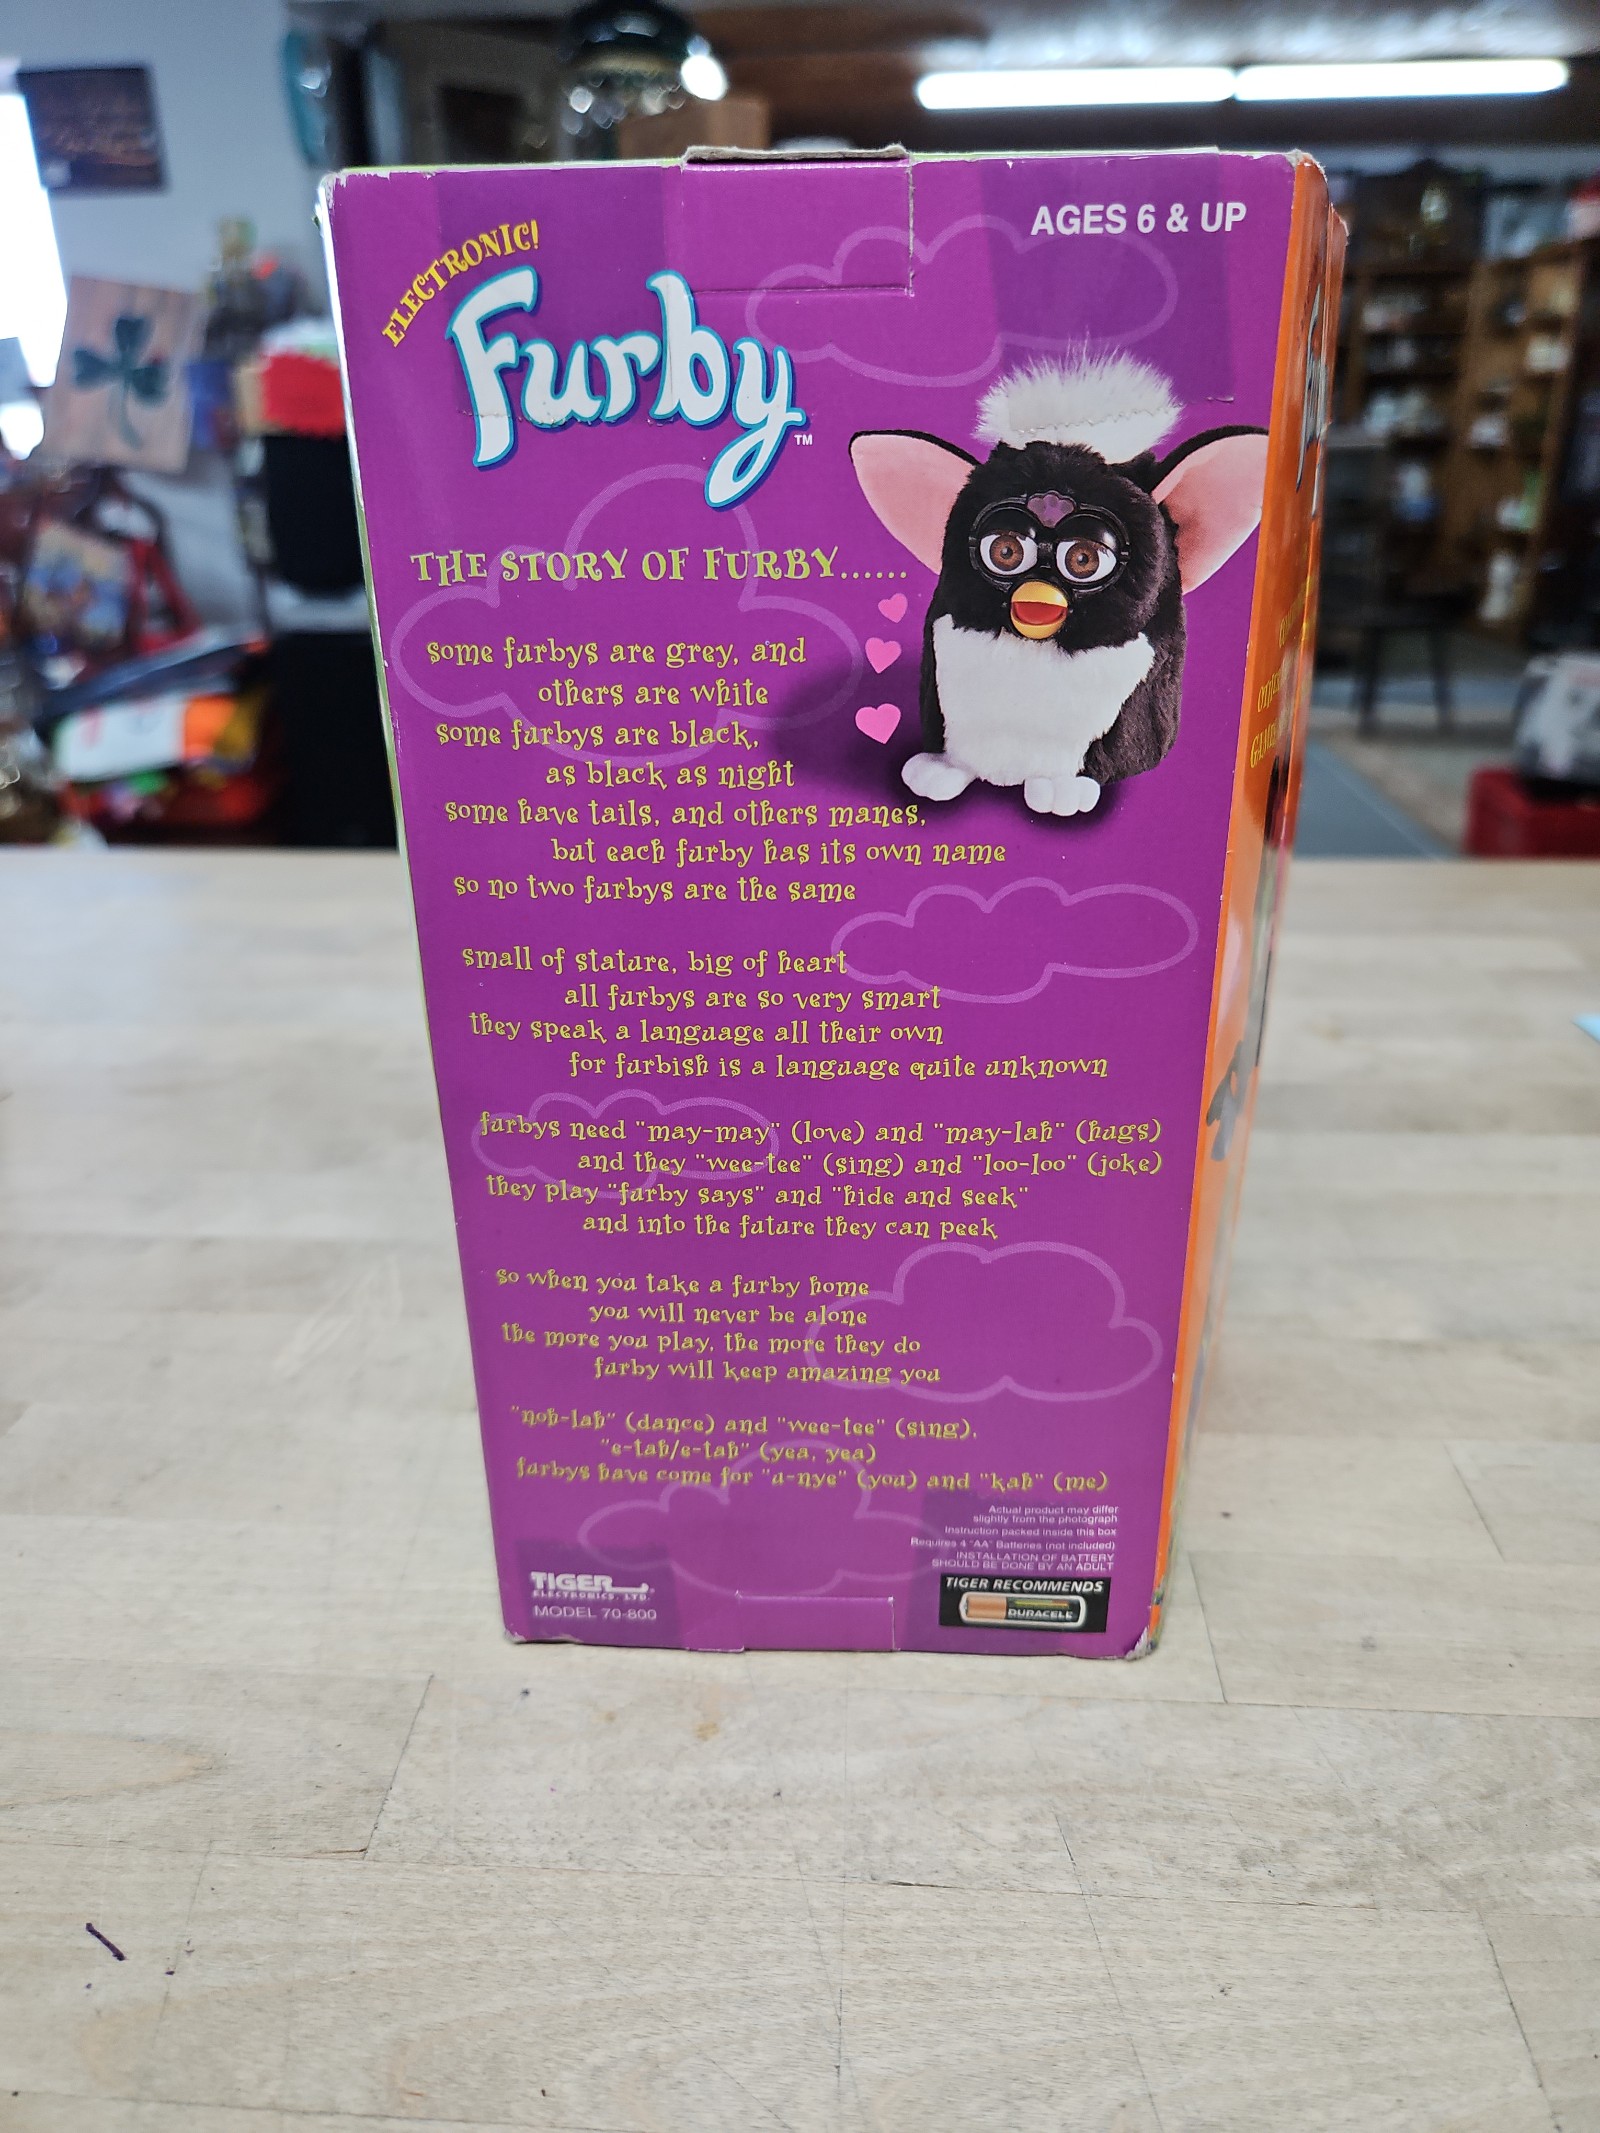 ELECTRONIC!
Furby™
AGES 6 & UP
THE STORY OF FURBY......
some furbys are grey, and
others are white
some furbys are black,
as black as night
some have tails, and others manes,
but each furby has its own name
so no two furbys are the same
small of stature, big of heart
all furbys are so very smart
they speak a language all their own
for furbish is a language quite unknown
furbys need "may-may" (love) and "may-lah" (hugs)
and they "wee-tee" (sing) and "loo-loo" (joke)
they play "furby says" and "hide and seek"
and into the future they can peek
so when you take a furby home
you will never be alone
the more you play, the more they do
furby will keep amazing you
"noh-lah" (dance) and "wee-tee" (sing),
"e-tah/e-tah" (yea, yea)
furbys have come for "u-nye" (you) and "kah" (me)
Actual product may differ
slightly from the photograph
Instruction packed inside this box
Requires 4 "AA" Batteries (not included)
INSTALLATION OF BATTERY
SHOULD BE DONE BY AN ADULT
TIGER
ELECTRONICS, LTD.
MODEL 70-800
TIGER RECOMMENDS
DURACELL